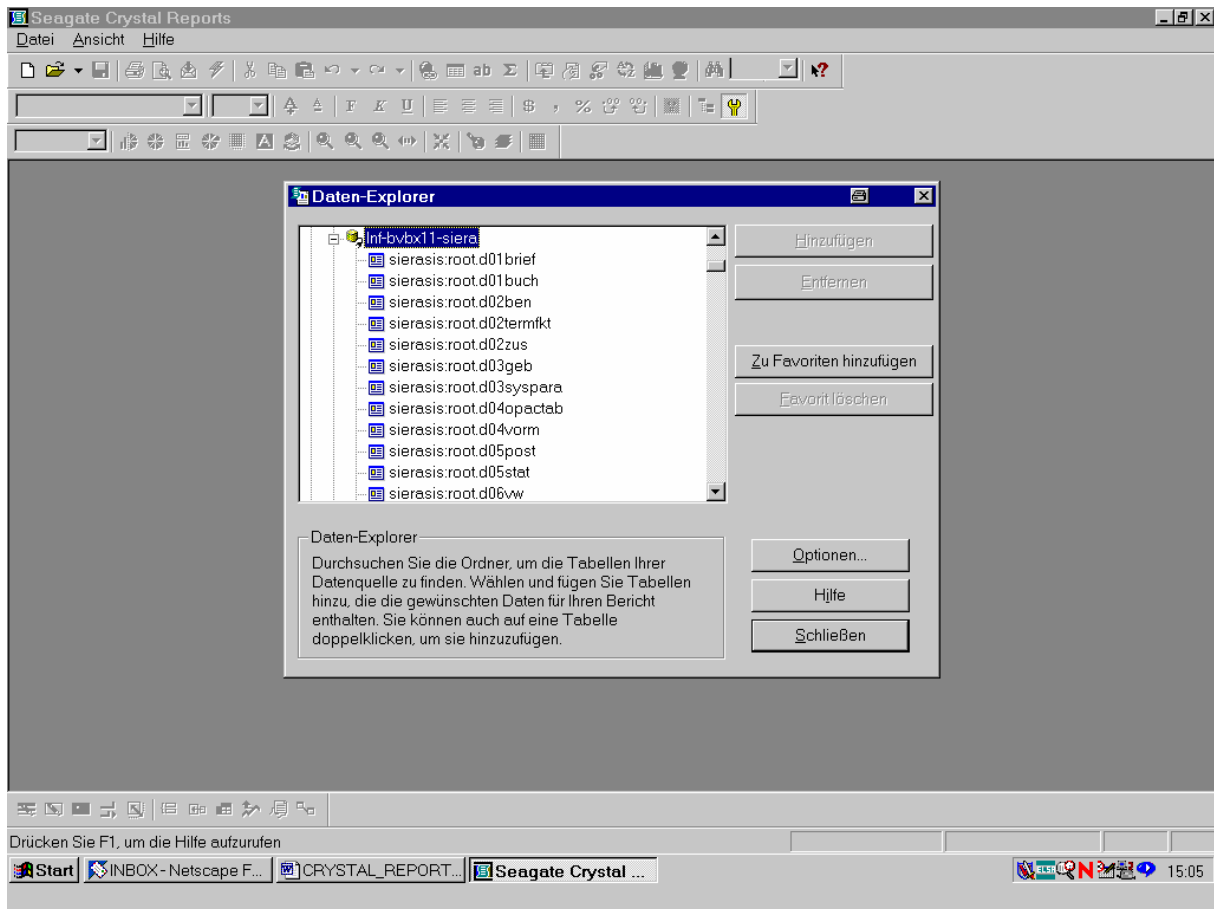 Seagate Crystal Reports
Datei Ansicht Hilfe
ab Σ
F K U $ , %
A
Daten-Explorer
Inf-bvbx11-siera
sierasis:root.d01brief
sierasis:root.d01buch
sierasis:root.d02ben
sierasis:root.d02termfkt
sierasis:root.d02zus
sierasis:root.d03geb
sierasis:root.d03syspara
sierasis:root.d04opactab
sierasis:root.d04vorm
sierasis:root.d05post
sierasis:root.d05stat
sierasis:root.d06vw
Hinzufügen
Entfernen
Zu Favoriten hinzufügen
Favorit löschen
Daten-Explorer
Durchsuchen Sie die Ordner, um die Tabellen Ihrer
Datenquelle zu finden. Wählen und fügen Sie Tabellen
hinzu, die die gewünschten Daten für Ihren Bericht
enthalten. Sie können auch auf eine Tabelle
doppelklicken, um sie hinzuzufügen.
Optionen...
Hilfe
Schließen
Drücken Sie F1, um die Hilfe aufzurufen
Start INBOX - Netscape F... CRYSTAL_REPORT... Seagate Crystal ... N 15:05